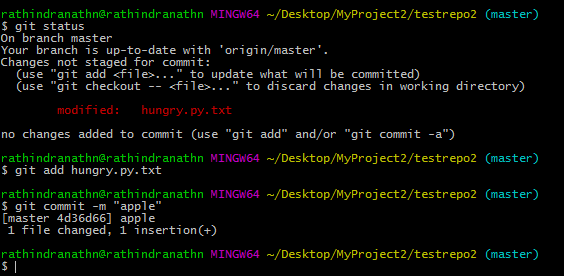 rathindranathn@rathindranathn MINGW64 ~/Desktop/MyProject2/testrepo2 (master)
$ git status
On branch master
Your branch is up-to-date with 'origin/master'.
Changes not staged for commit:
  (use "git add <file>..." to update what will be committed)
  (use "git checkout -- <file>..." to discard changes in working directory)
        modified:   hungry.py.txt
no changes added to commit (use "git add" and/or "git commit -a")
rathindranathn@rathindranathn MINGW64 ~/Desktop/MyProject2/testrepo2 (master)
$ git add hungry.py.txt
rathindranathn@rathindranathn MINGW64 ~/Desktop/MyProject2/testrepo2 (master)
$ git commit -m "apple"
[master 4d36d66] apple
 1 file changed, 1 insertion(+)
rathindranathn@rathindranathn MINGW64 ~/Desktop/MyProject2/testrepo2 (master)
$